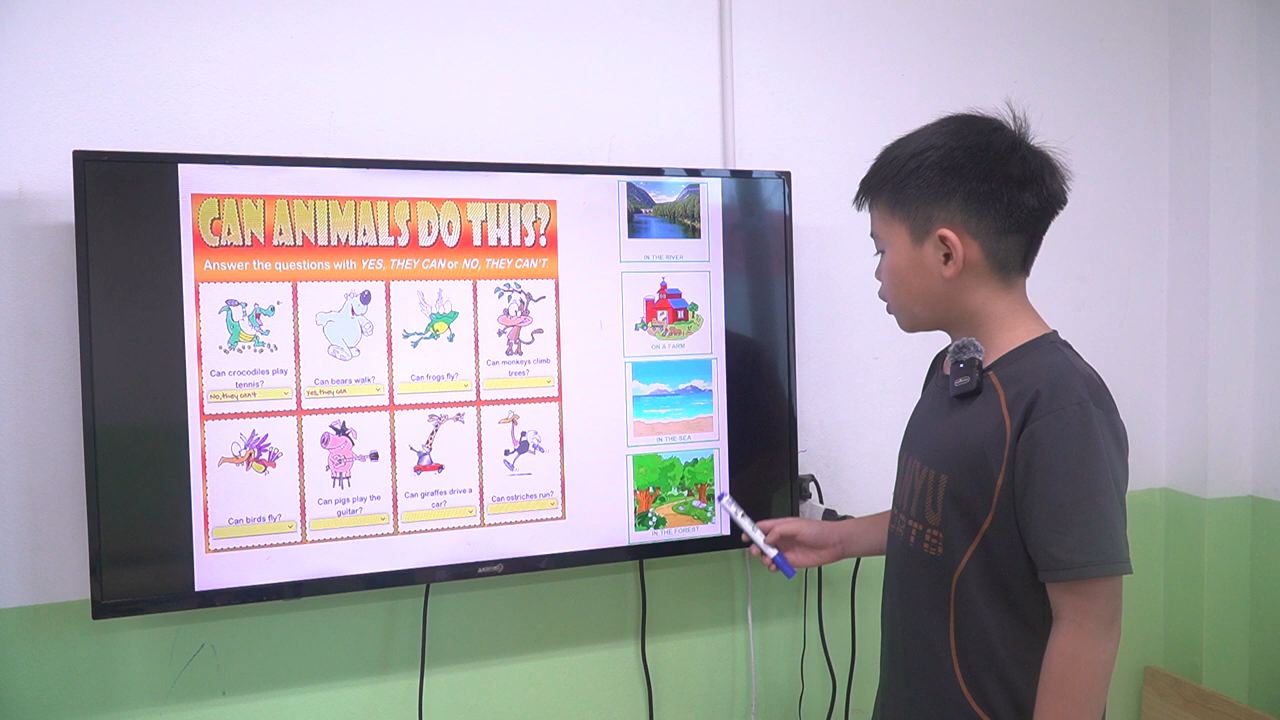 CAN ANIMALS DO THIS?
Answer the questions with YES, THEY CAN or NO, THEY CAN'T.
Can crocodiles play
tennis?
No, they can't
Can bears walk?
Yes, they can
Can frogs fly?
Can monkeys climb
trees?
Can birds fly?
Can pigs play the
guitar?
Can giraffes drive a
car?
Can ostriches run?
IN THE RIVER
ON A FARM
IN THE SEA
IN THE FOREST